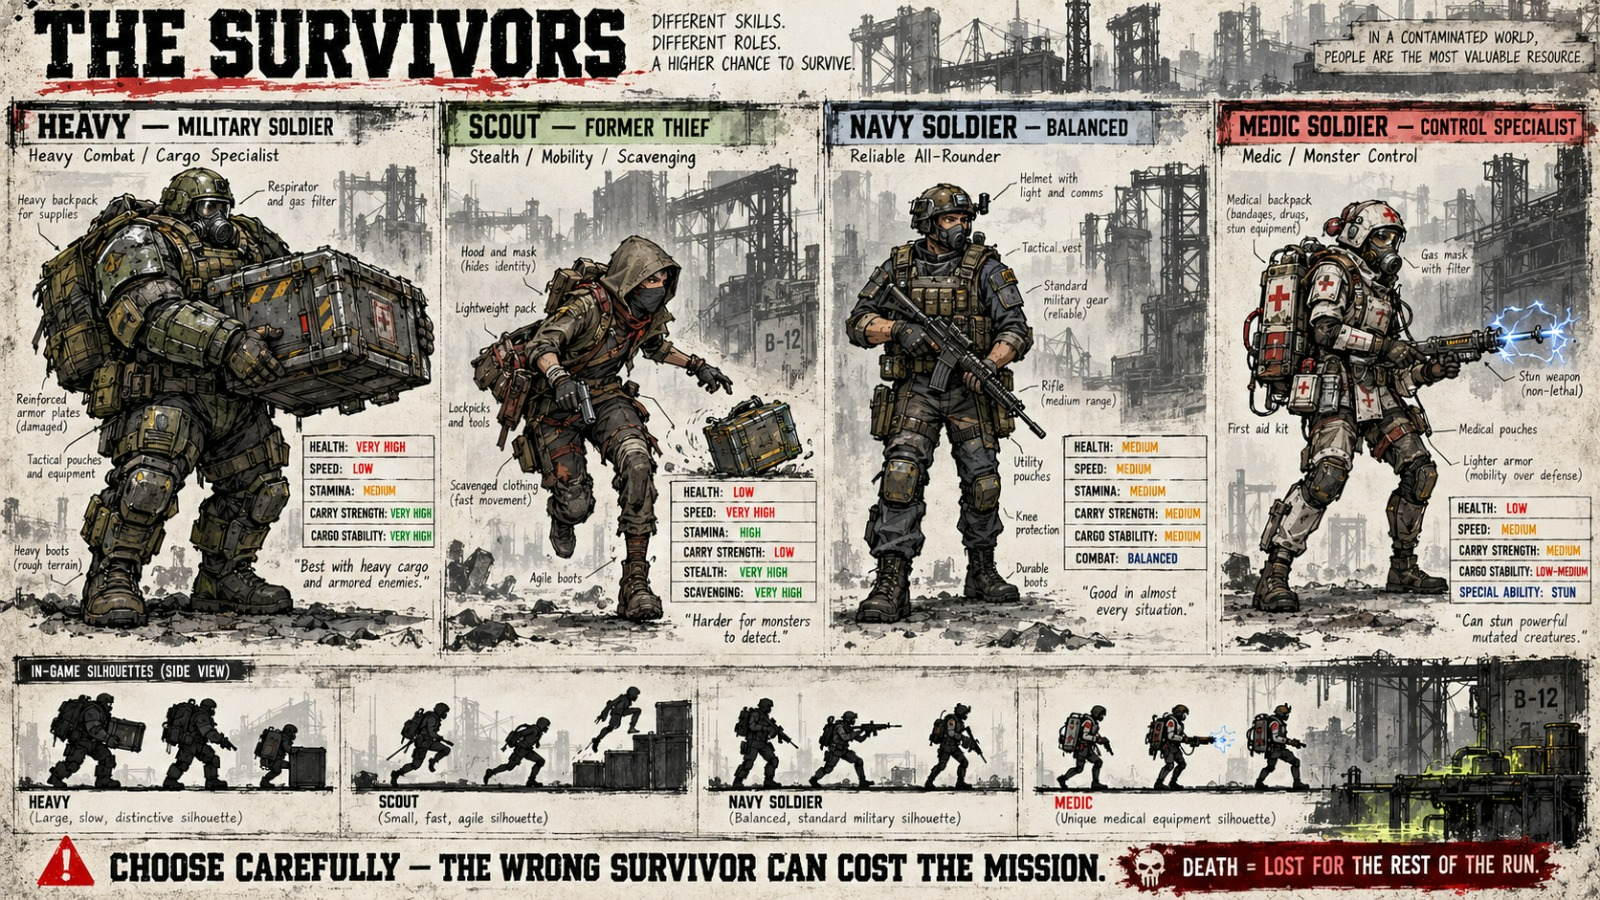 THE SURVIVORS
DIFFERENT SKILLS.
DIFFERENT ROLES.
A HIGHER CHANCE TO SURVIVE.
IN A CONTAMINATED WORLD,
PEOPLE ARE THE MOST VALUABLE RESOURCE.
HEAVY — MILITARY SOLDIER
Heavy Combat / Cargo Specialist
Heavy backpack
for supplies
Respirator
and gas filter
Reinforced
armor plates
(damaged)
Tactical pouches
and equipment
Heavy boots
(rough terrain)
HEALTH: VERY HIGH
SPEED: LOW
STAMINA: MEDIUM
CARRY STRENGTH: VERY HIGH
CARGO STABILITY: VERY HIGH
"Best with heavy cargo
and armored enemies."
SCOUT — FORMER THIEF
Stealth / Mobility / Scavenging
Hood and mask
(hides identity)
Lightweight pack
Lockpicks
and tools
Scavenged clothing
(fast movement)
Agile boots
B-12
HEALTH: LOW
SPEED: VERY HIGH
STAMINA: HIGH
CARRY STRENGTH: LOW
STEALTH: VERY HIGH
SCAVENGING: VERY HIGH
"Harder for monsters
to detect."
NAVY SOLDIER – BALANCED
Reliable All-Rounder
Helmet with
light and comms
Tactical vest
Standard
military gear
(reliable)
Rifle
(medium range)
Utility
pouches
Knee
protection
Durable
boots
HEALTH: MEDIUM
SPEED: MEDIUM
STAMINA: MEDIUM
CARRY STRENGTH: MEDIUM
CARGO STABILITY: MEDIUM
COMBAT: BALANCED
"Good in almost
every situation."
MEDIC SOLDIER – CONTROL SPECIALIST
Medic / Monster Control
Medical backpack
(bandages, drugs,
stun equipment)
Gas mask
with filter
Stun weapon
(non-lethal)
First aid kit
Medical pouches
Lighter armor
(mobility over defense)
HEALTH: LOW
SPEED: MEDIUM
CARRY STRENGTH: MEDIUM
CARGO STABILITY: LOW-MEDIUM
SPECIAL ABILITY: STUN
"Can stun powerful
mutated creatures."
IN-GAME SILHOUETTES (SIDE VIEW)
HEAVY
(Large, slow, distinctive silhouette)
SCOUT
(Small, fast, agile silhouette)
NAVY SOLDIER
(Balanced, standard military silhouette)
MEDIC
(Unique medical equipment silhouette)
B-12
CHOOSE CAREFULLY – THE WRONG SURVIVOR CAN COST THE MISSION.
DEATH = LOST FOR THE REST OF THE RUN.